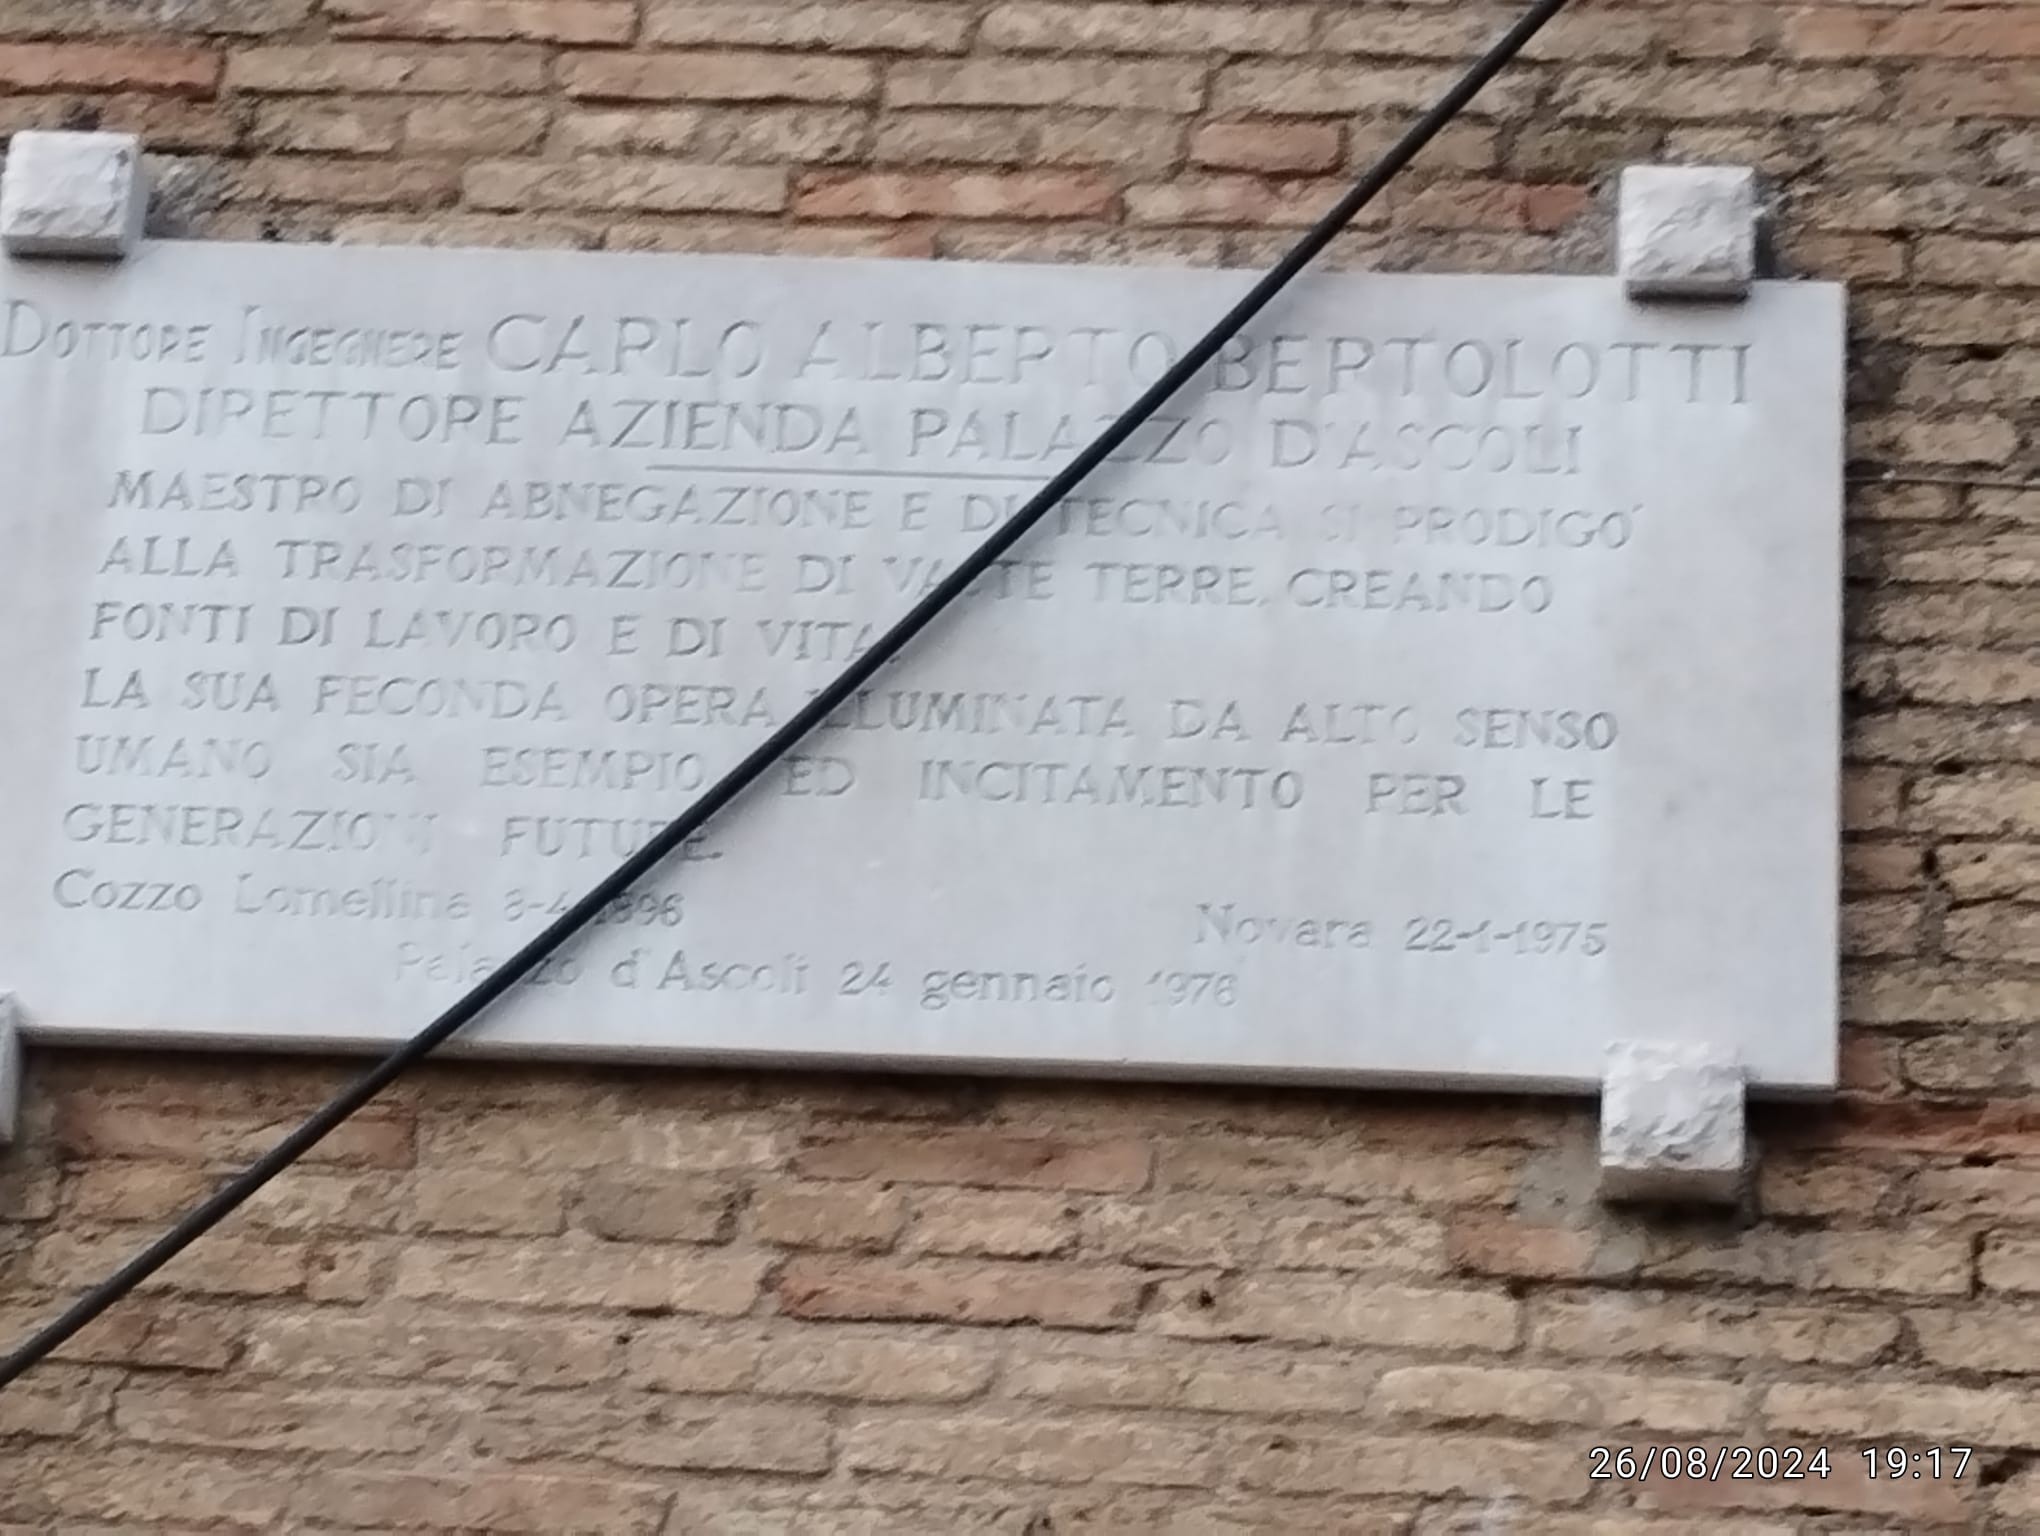 Dottore Ingegnere CARLO ALBERTO BERTOLOTTI
DIRETTORE AZIENDA PALAZZO D'ASCOLI
MAESTRO DI ABNEGAZIONE E DI TECNICA SI PRODIGO'
ALLA TRASFORMAZIONE DI VASTE TERRE, CREANDO
FONTI DI LAVORO E DI VITA.
LA SUA FECONDA OPERA ILLUMINATA DA ALTO SENSO
UMANO SIA ESEMPIO ED INCITAMENTO PER LE
GENERAZIONI FUTURE.
Cozzo Lomellina Novara 22-1-1975
Palazzo d'Ascoli 24 gennaio 1976
26/08/2024 19:17